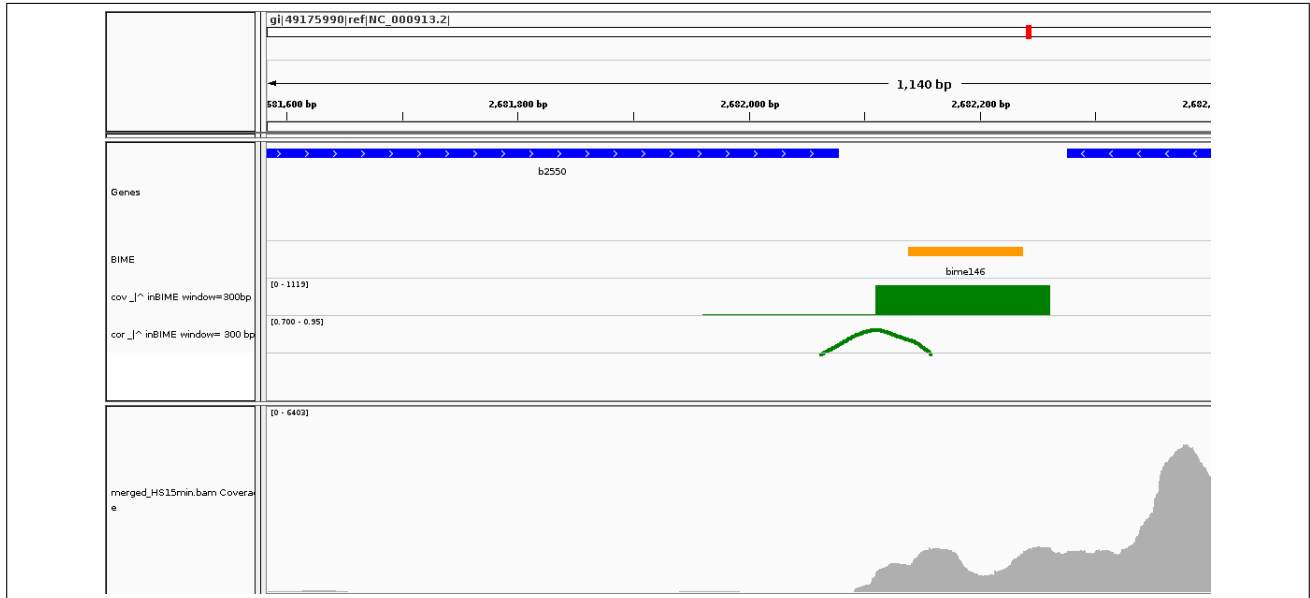 gi|49175990|ref|NC_000913.2|
1,140 bp
581,600 bp 2,681,800 bp 2,682,000 bp 2,682,200 bp 2,682,
b2550
Genes
BIME
bime146
cov _|^ inBIME window=300bp
[0 - 1119]
cor _|^ inBIME window= 300 bp
[0.700 - 0.95]
[0 - 6403]
merged_HS15min.bam Covera
e